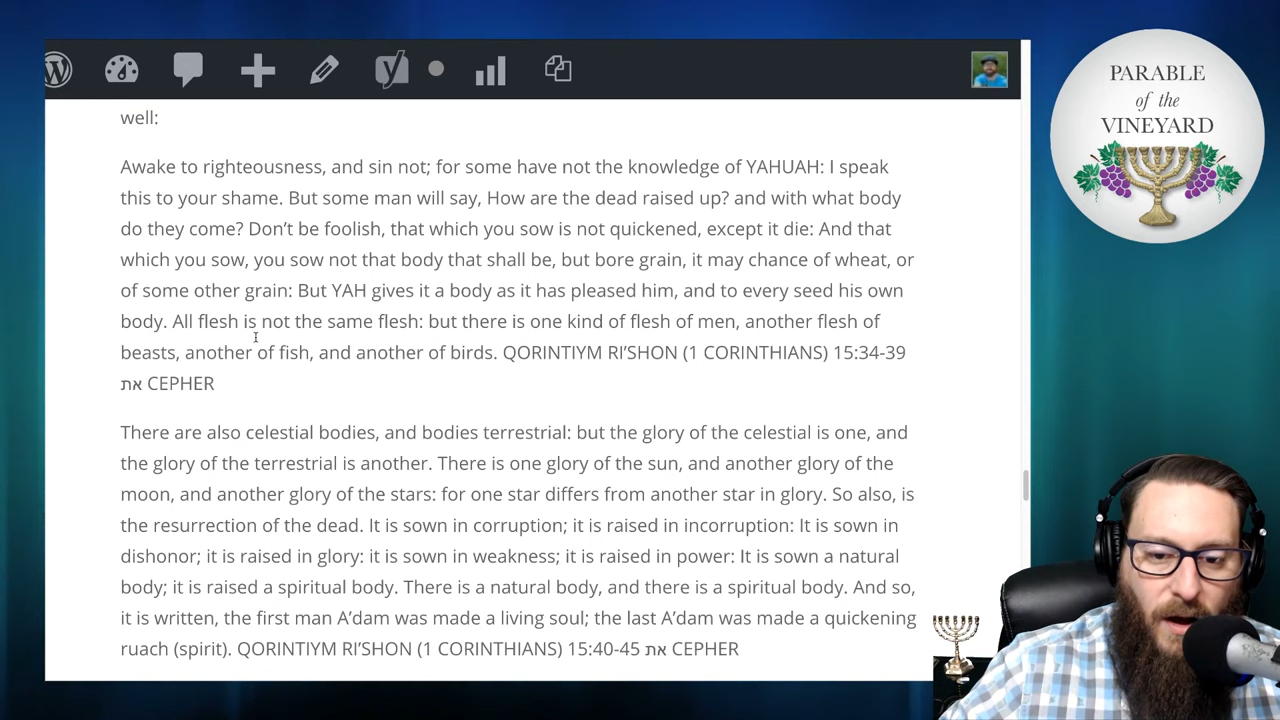 well:
Awake to righteousness, and sin not; for some have not the knowledge of YAHUAH: I speak
this to your shame. But some man will say, How are the dead raised up? and with what body
do they come? Don’t be foolish, that which you sow is not quickened, except it die: And that
which you sow, you sow not that body that shall be, but bore grain, it may chance of wheat, or
of some other grain: But YAH gives it a body as it has pleased him, and to every seed his own
body. All flesh is not the same flesh: but there is one kind of flesh of men, another flesh of
beasts, another of fish, and another of birds. QORINTIYM RI’SHON (1 CORINTHIANS) 15:34-39
את CEPHER
There are also celestial bodies, and bodies terrestrial: but the glory of the celestial is one, and
the glory of the terrestrial is another. There is one glory of the sun, and another glory of the
moon, and another glory of the stars: for one star differs from another star in glory. So also, is
the resurrection of the dead. It is sown in corruption; it is raised in incorruption: It is sown in
dishonor; it is raised in glory: it is sown in weakness; it is raised in power: It is sown a natural
body; it is raised a spiritual body. There is a natural body, and there is a spiritual body. And so,
it is written, the first man A’dam was made a living soul; the last A’dam was made a quickening
ruach (spirit). QORINTIYM RI’SHON (1 CORINTHIANS) 15:40-45 את CEPHER
PARABLE
of the
VINEYARD